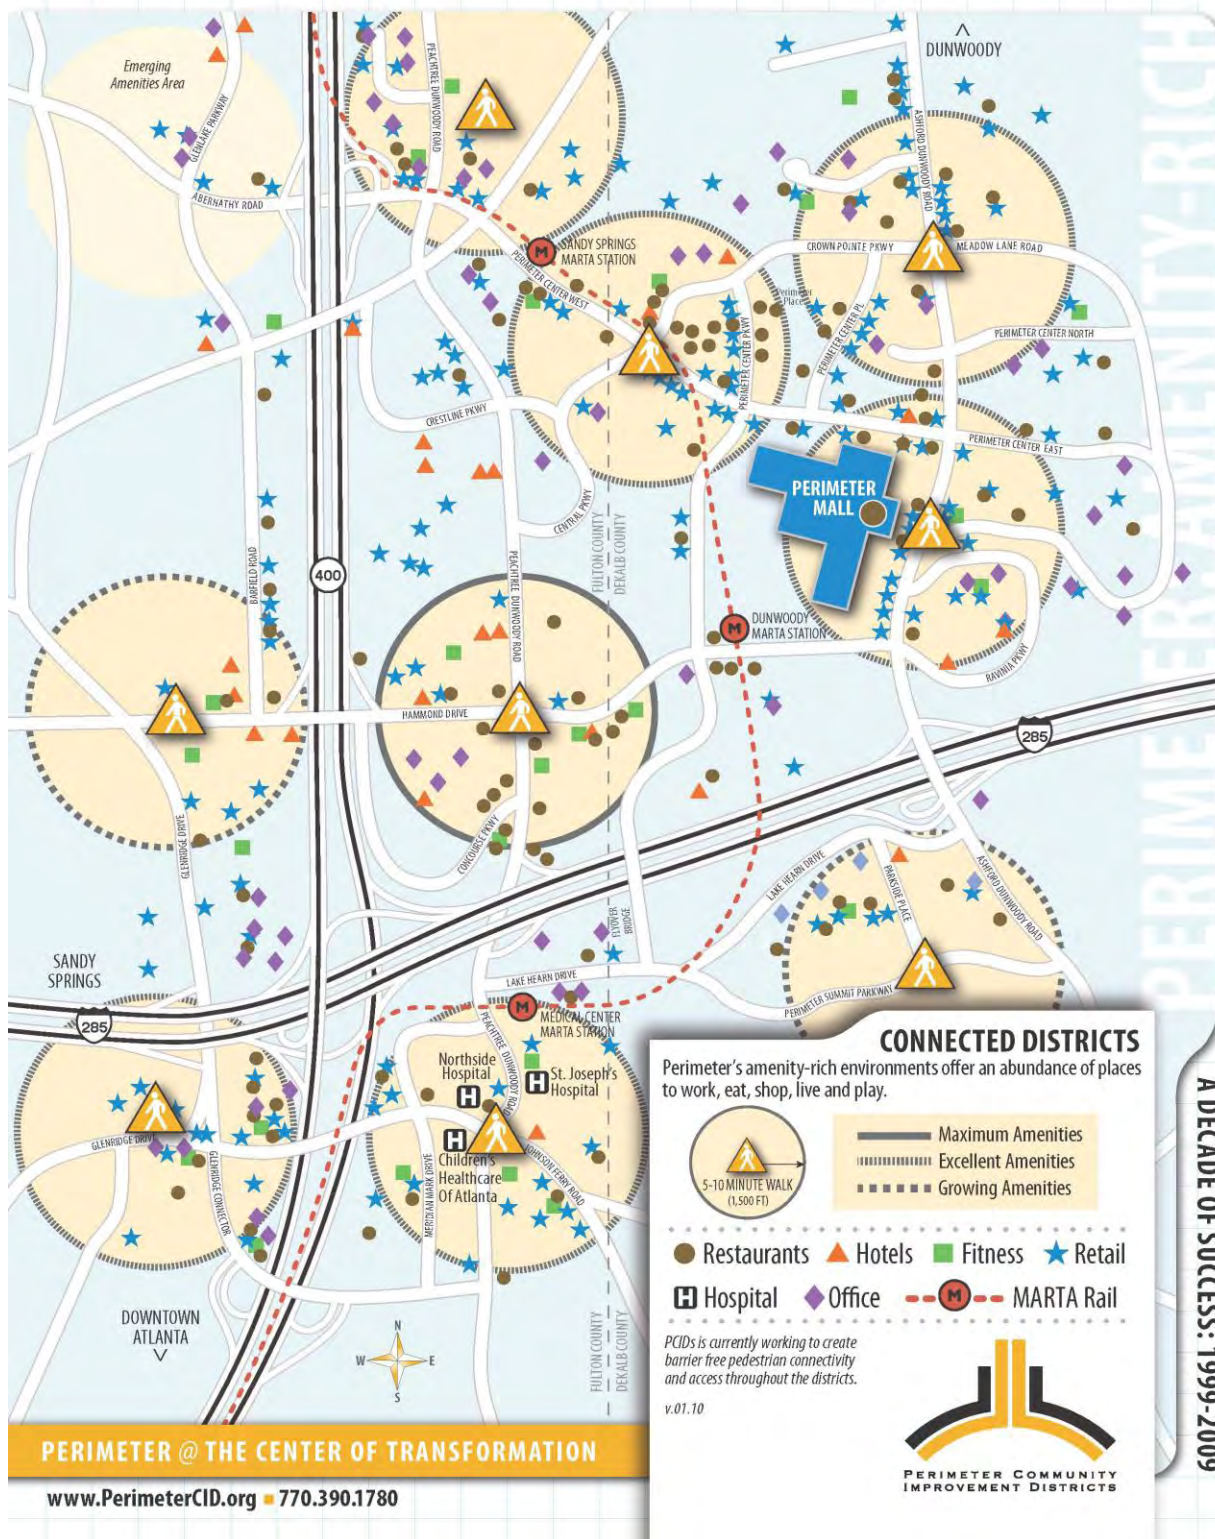 Emerging
Amenities Area
DUNWOODY
PERIMETER: AMENITY-RICH
GLENLAKE PARKWAY
PEACHTREE DUNWOODY ROAD
ASHFORD DUNWOODY ROAD
ABERNATHY ROAD
SANDY SPRINGS
MARTA STATION
M
PERIMETER CENTER WEST
CROWN POINTE PKWY
MEADOW LANE ROAD
Perimeter
Place
PERIMETER CENTER PL
PERIMETER CENTER NORTH
PERIMETER CENTER PKWY
CRESTLINE PKWY
PERIMETER CENTER EAST
PERIMETER
MALL
CENTRAL PKWY
FULTON COUNTY
DEKALB COUNTY
BARFIELD ROAD
400
PEACHTREE DUNWOODY ROAD
M
DUNWOODY
MARTA STATION
RAVINIA PKWY
HAMMOND DRIVE
285
GLENRIDGE DRIVE
CONCOURSE PKWY
LAKE HEARN DRIVE
PARKSIDE PLACE
ASHFORD DUNWOODY ROAD
FLYOVER
BRIDGE
SANDY
SPRINGS
LAKE HEARN DRIVE
PERIMETER SUMMIT PARKWAY
285
M
MEDICAL CENTER
MARTA STATION
PEACHTREE DUNWOODY ROAD
Northside
Hospital
H
H
St. Joseph's
Hospital
H
Children's
Healthcare
Of Atlanta
GLENRIDGE DRIVE
GLENRIDGE CONNECTOR
MERIDIAN MARK DRIVE
JOHNSON FERRY ROAD
DOWNTOWN
ATLANTA
N
W
E
S
FULTON COUNTY
DEKALB COUNTY
CONNECTED DISTRICTS
Perimeter's amenity-rich environments offer an abundance of places
to work, eat, shop, live and play.
5-10 MINUTE WALK
(1,500 FT)
Maximum Amenities
Excellent Amenities
Growing Amenities
Restaurants
Hotels
Fitness
Retail
H Hospital
Office
M MARTA Rail
PCIDs is currently working to create
barrier free pedestrian connectivity
and access throughout the districts.
v.01.10
PERIMETER COMMUNITY
IMPROVEMENT DISTRICTS
A DECADE OF SUCCESS: 1999-2009
PERIMETER @ THE CENTER OF TRANSFORMATION
www.PerimeterCID.org ▪ 770.390.1780